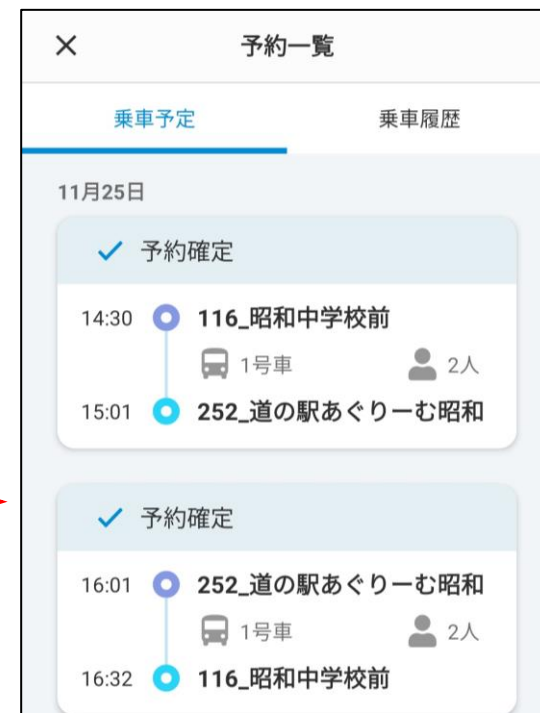 × 予約一覧
乗車予定 乗車履歴
11月25日
予約確定
14:30 116_昭和中学校前
1号車 2人
15:01 252_道の駅あぐりーむ昭和
予約確定
16:01 252_道の駅あぐりーむ昭和
1号車 2人
16:32 116_昭和中学校前